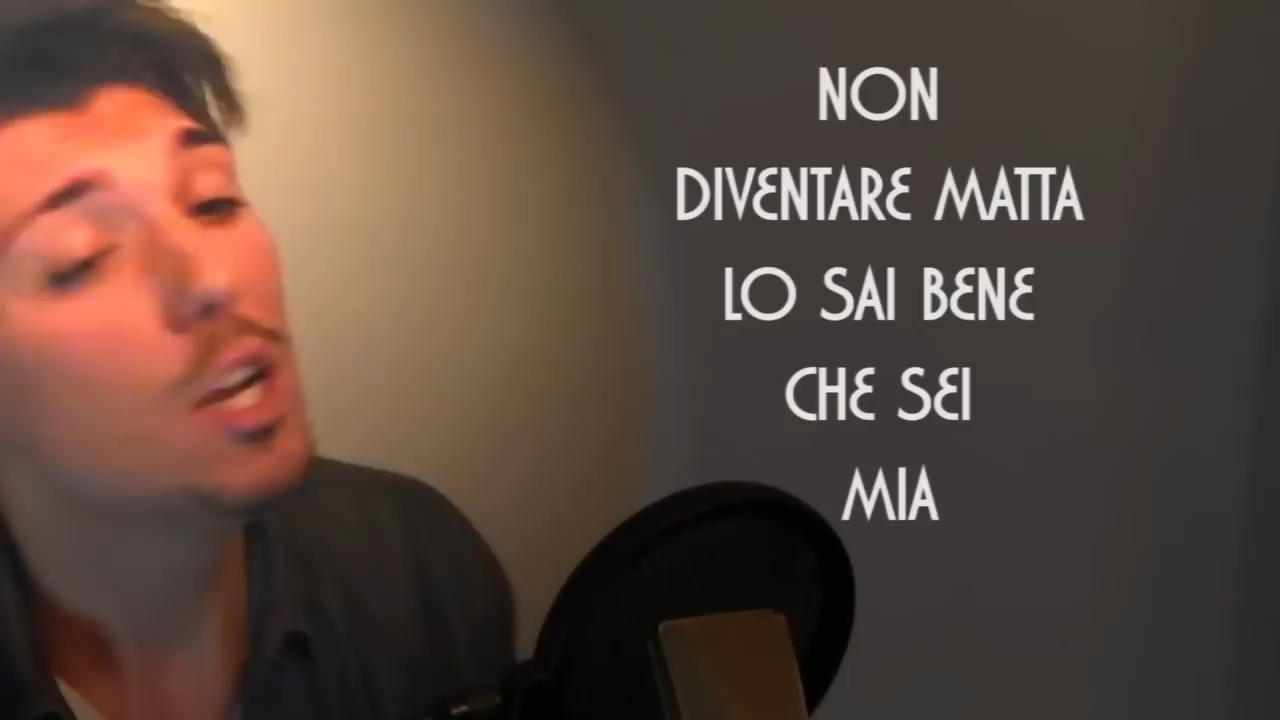 NON
DIVENTARE MATTA
LO SAI BENE
CHE SEI
MIA